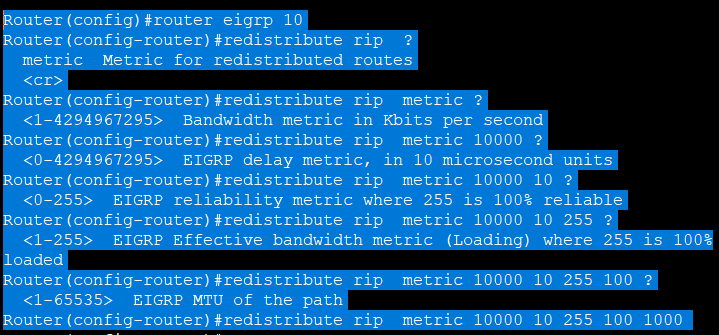 Router(config)#router eigrp 10
Router(config-router)#redistribute rip  ?
  metric  Metric for redistributed routes
  <cr>
Router(config-router)#redistribute rip  metric ?
  <1-4294967295>  Bandwidth metric in Kbits per second
Router(config-router)#redistribute rip  metric 10000 ?
  <0-4294967295>  EIGRP delay metric, in 10 microsecond units
Router(config-router)#redistribute rip  metric 10000 10 ?
  <0-255>  EIGRP reliability metric where 255 is 100% reliable
Router(config-router)#redistribute rip  metric 10000 10 255 ?
  <1-255>  EIGRP Effective bandwidth metric (Loading) where 255 is 100%
loaded
Router(config-router)#redistribute rip  metric 10000 10 255 100 ?
  <1-65535>  EIGRP MTU of the path
Router(config-router)#redistribute rip  metric 10000 10 255 100 1000